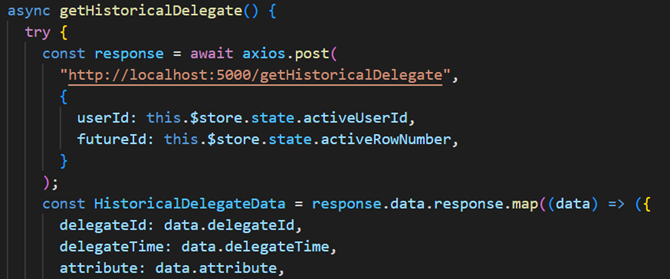 async getHistoricalDelegate() {
try {
const response = await axios.post(
"http://localhost:5000/getHistoricalDelegate",
{
userId: this.$store.state.activeUserId,
futureId: this.$store.state.activeRowNumber,
}
);
const HistoricalDelegateData = response.data.response.map((data) => ({
delegateId: data.delegateId,
delegateTime: data.delegateTime,
attribute: data.attribute,